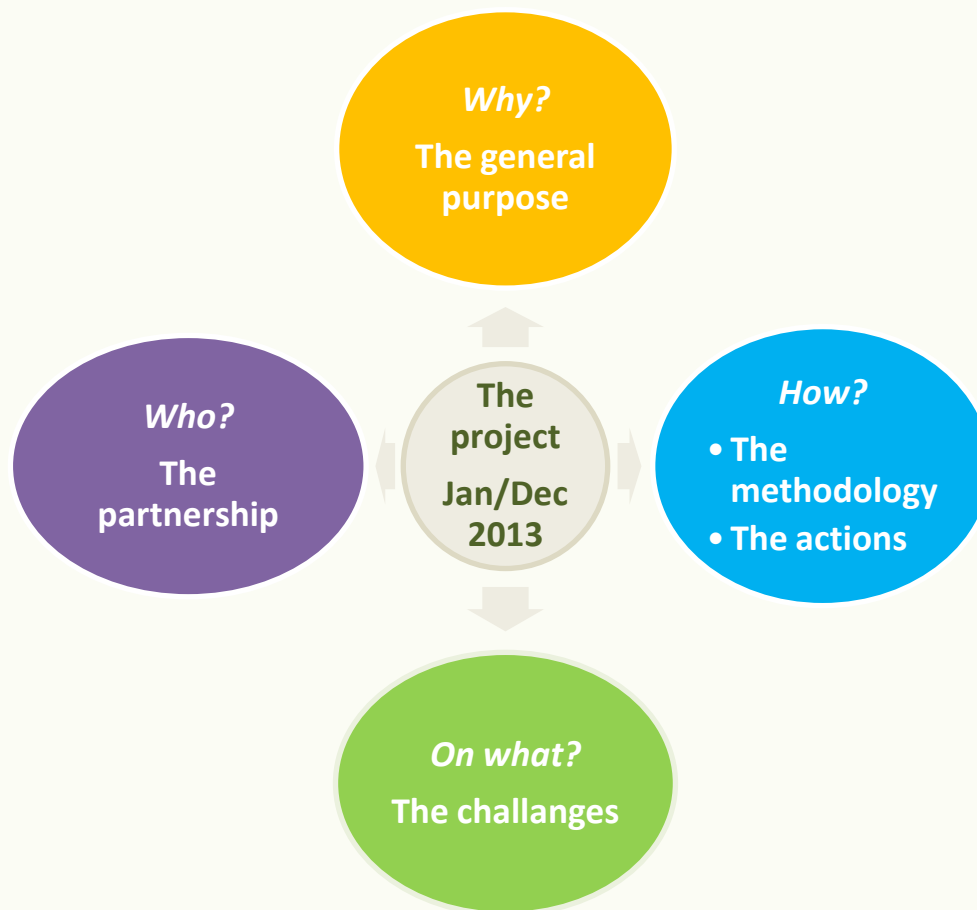 Why?
The general
purpose
Who?
The
partnership
The
project
Jan/Dec
2013
How?
• The
methodology
• The actions
On what?
The challanges